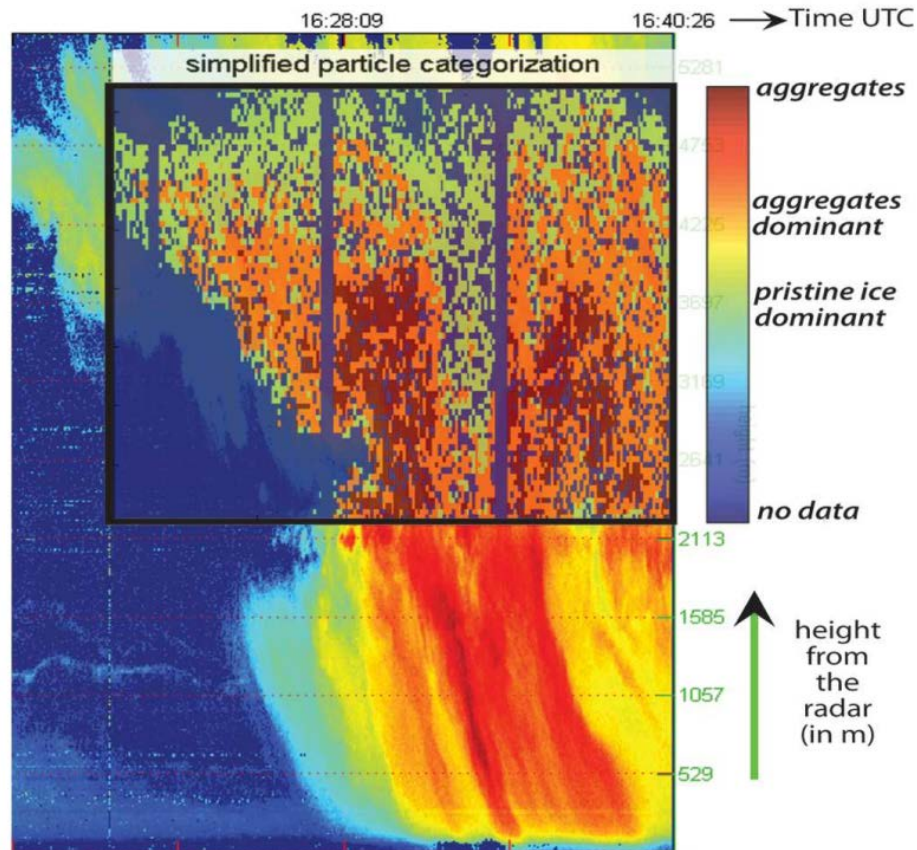 16:28:09
16:40:26 → Time UTC
simplified particle categorization
5281
aggregates
4753
aggregates
dominant
4225
pristine ice
dominant
3697
3169
height (m)
2641
no data
2113
1585
height
from
the
radar
(in m)
1057
529